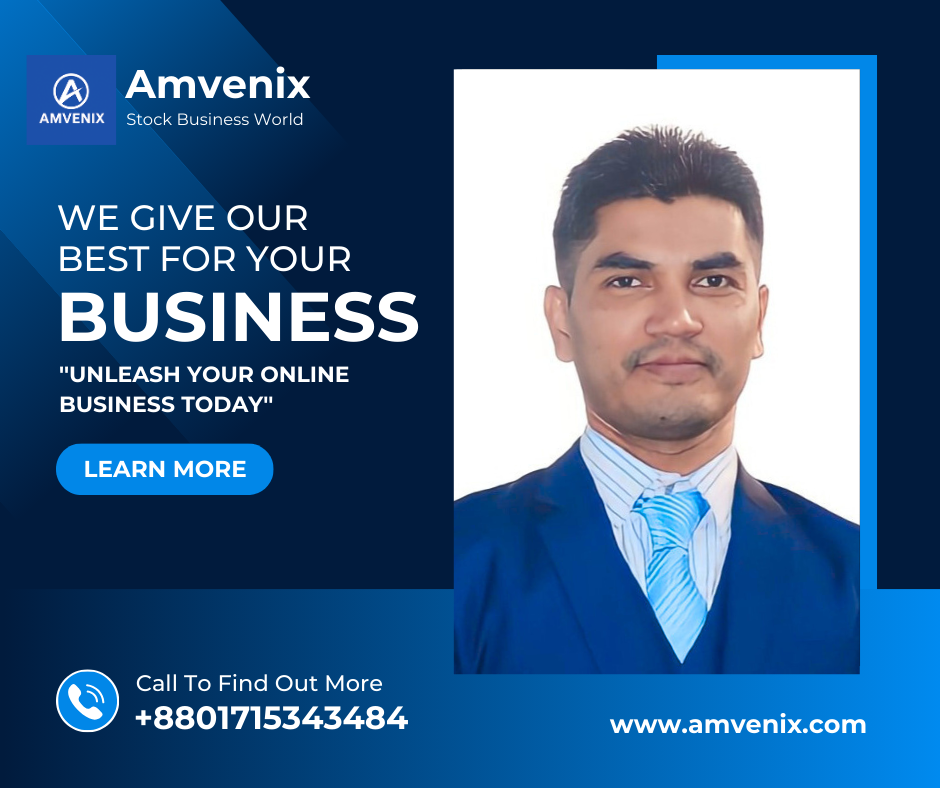 AMVENIX
Amvenix
Stock Business World
WE GIVE OUR
BEST FOR YOUR
BUSINESS
"UNLEASH YOUR ONLINE
BUSINESS TODAY"
LEARN MORE
Call To Find Out More
+8801715343484
www.amvenix.com